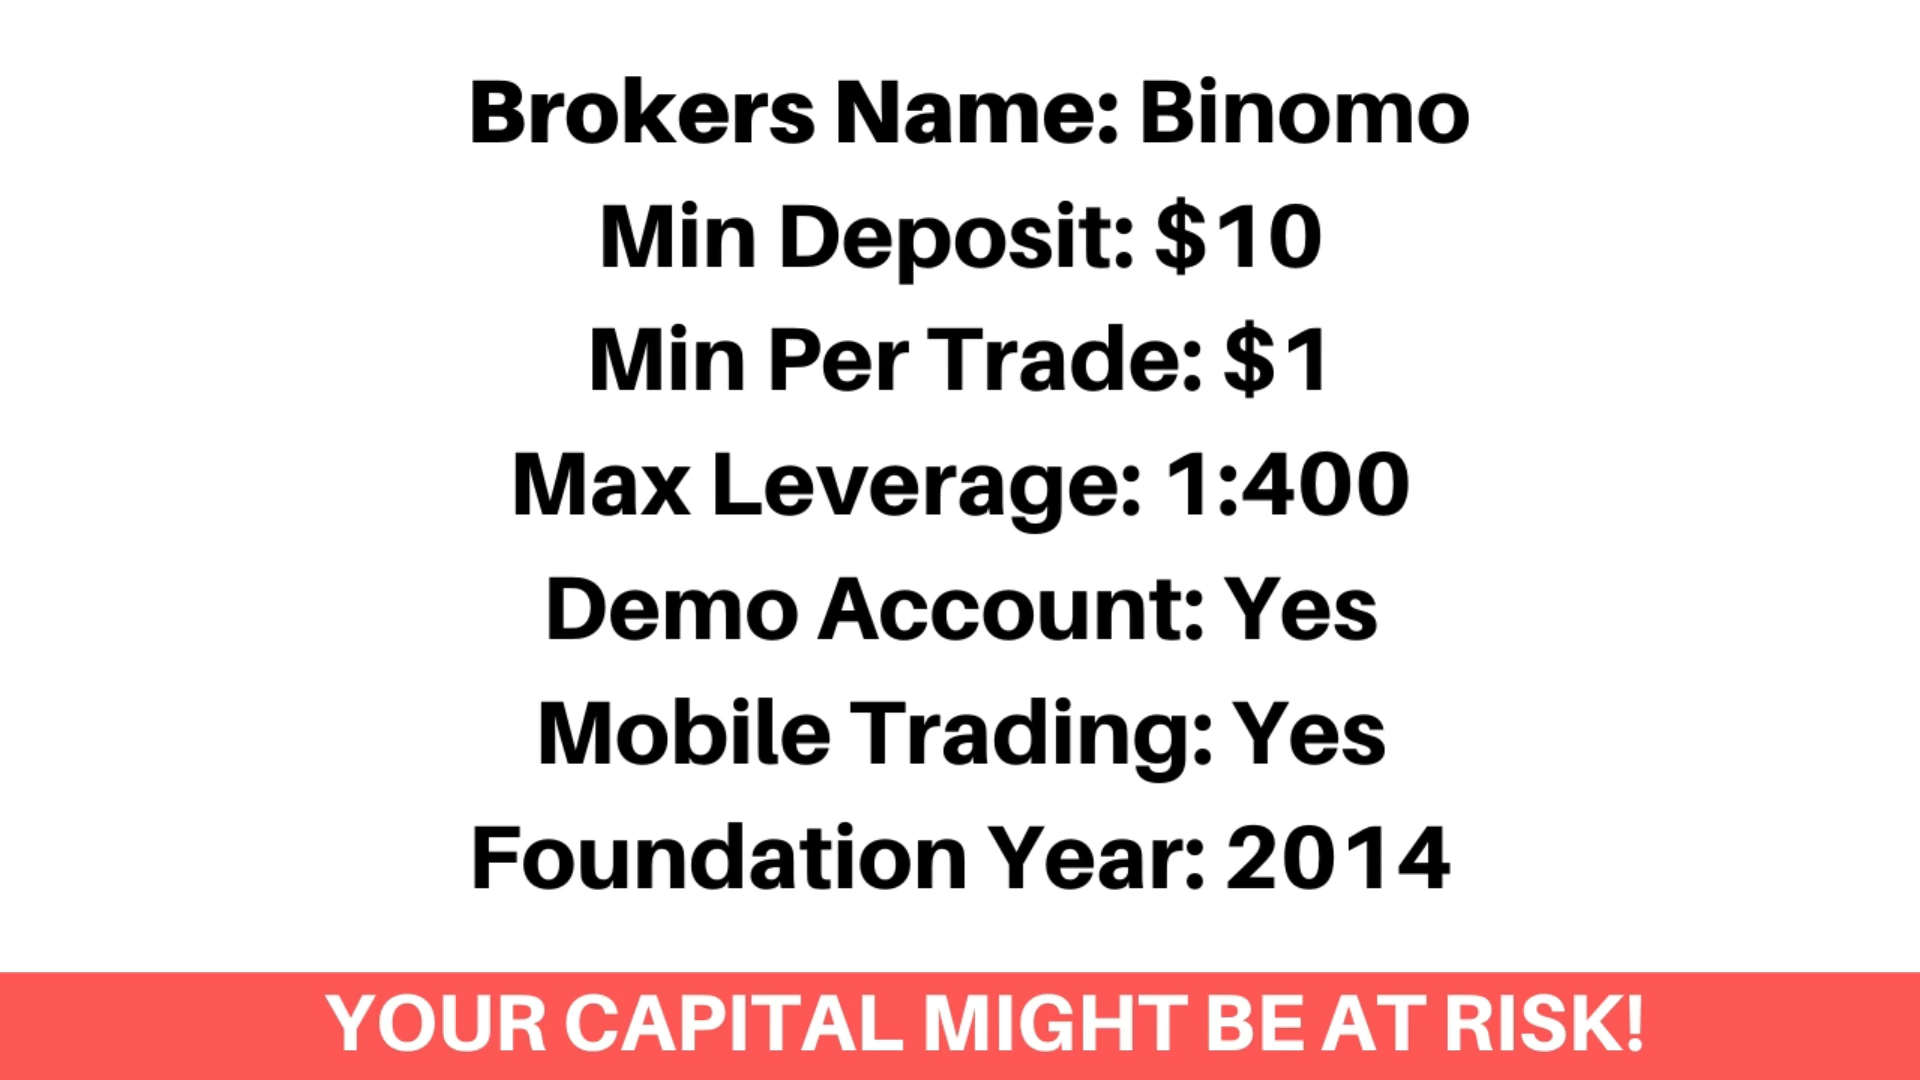 Brokers Name: Binomo
Min Deposit: $10
Min Per Trade: $1
Max Leverage: 1:400
Demo Account: Yes
Mobile Trading: Yes
Foundation Year: 2014
YOUR CAPITAL MIGHT BE AT RISK!